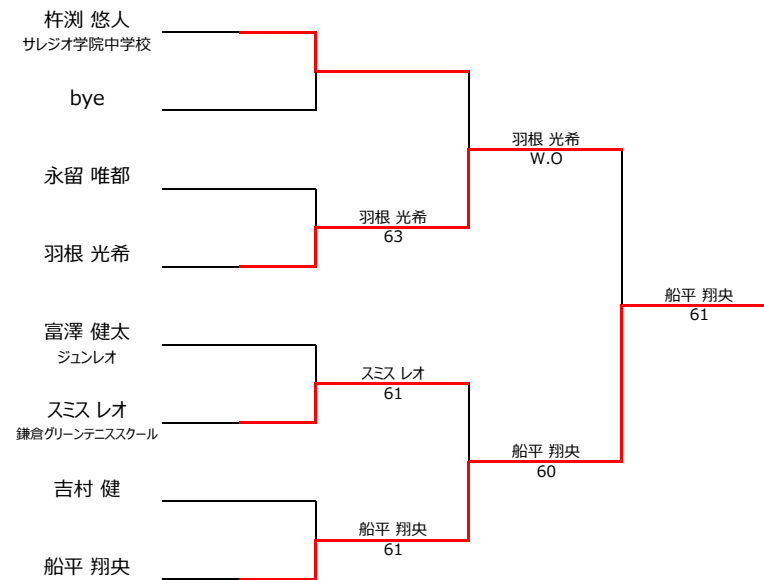 杵渕 悠人
サレジオ学院中学校
bye
永留 唯都
羽根 光希
富澤 健太
ジュンレオ
スミス レオ
鎌倉グリーンテニススクール
吉村 健
船平 翔央
羽根 光希
63
スミス レオ
61
船平 翔央
61
羽根 光希
W.O
船平 翔央
60
船平 翔央
61